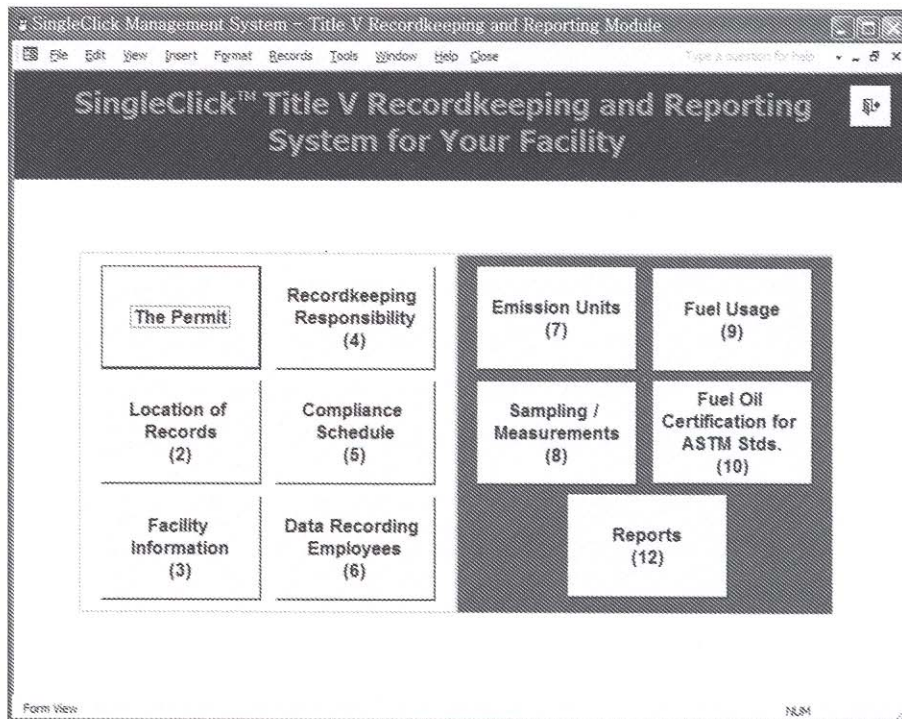 SingleClick Management System - Title V Recordkeeping and Reporting Module
File Edit View Insert Format Records Tools Window Help Close
Type a question for help
SingleClick™ Title V Recordkeeping and Reporting
System for Your Facility
The Permit
Recordkeeping
Responsibility
(4)
Location of
Records
(2)
Compliance
Schedule
(5)
Facility
Information
(3)
Data Recording
Employees
(6)
Emission Units
(7)
Fuel Usage
(9)
Sampling /
Measurements
(8)
Fuel Oil
Certification for
ASTM Stds.
(10)
Reports
(12)
Form View
NUM